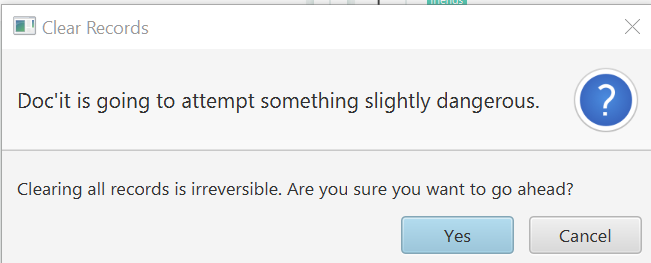 Clear Records
Doc'it is going to attempt something slightly dangerous.
?
Clearing all records is irreversible. Are you sure you want to go ahead?
Yes
Cancel